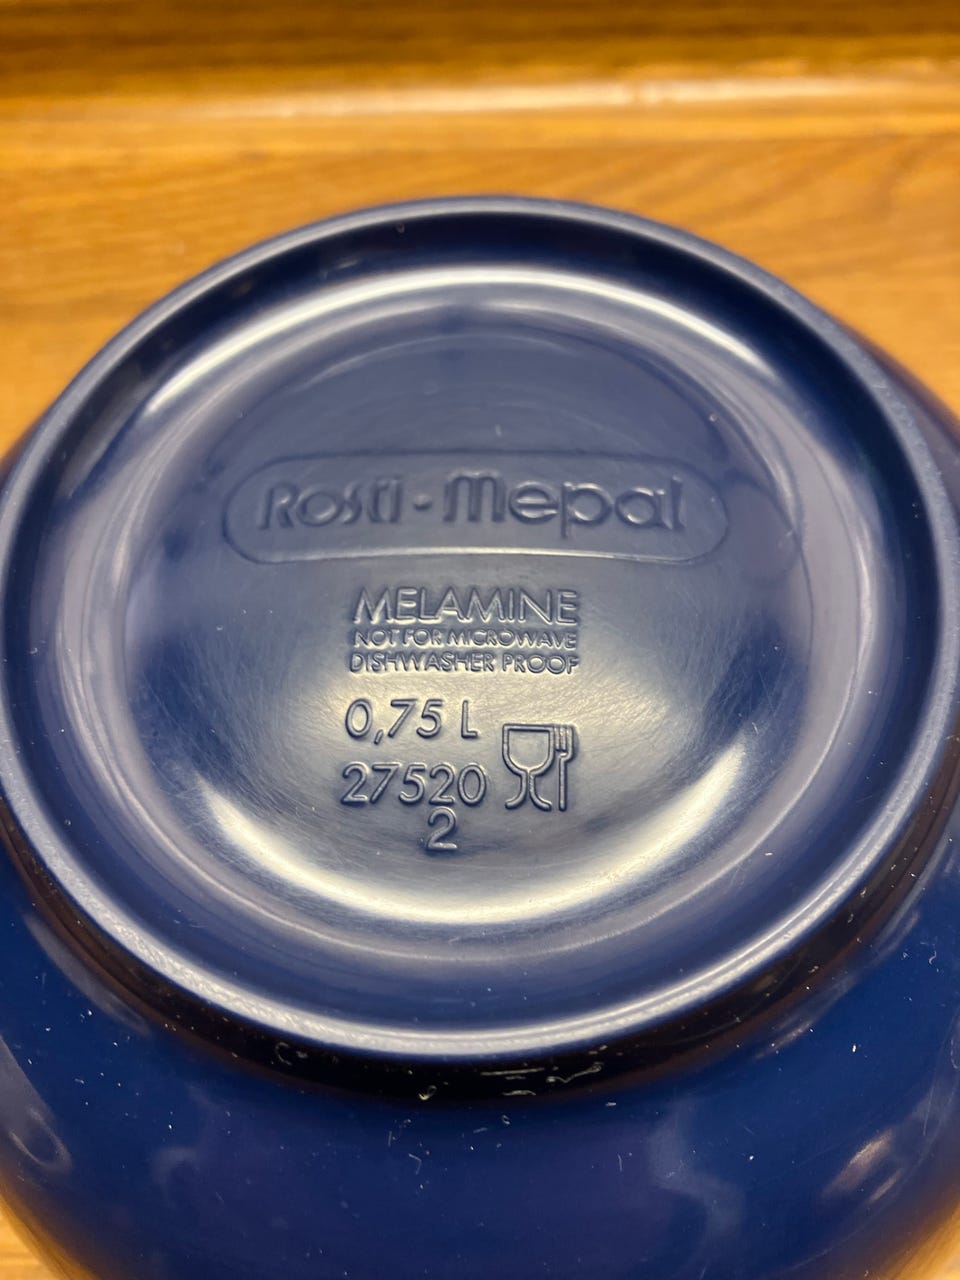 Rosti - Mepal
MELAMINE
NOT FOR MICROWAVE
DISHWASHER PROOF
0,75 L
27520
2